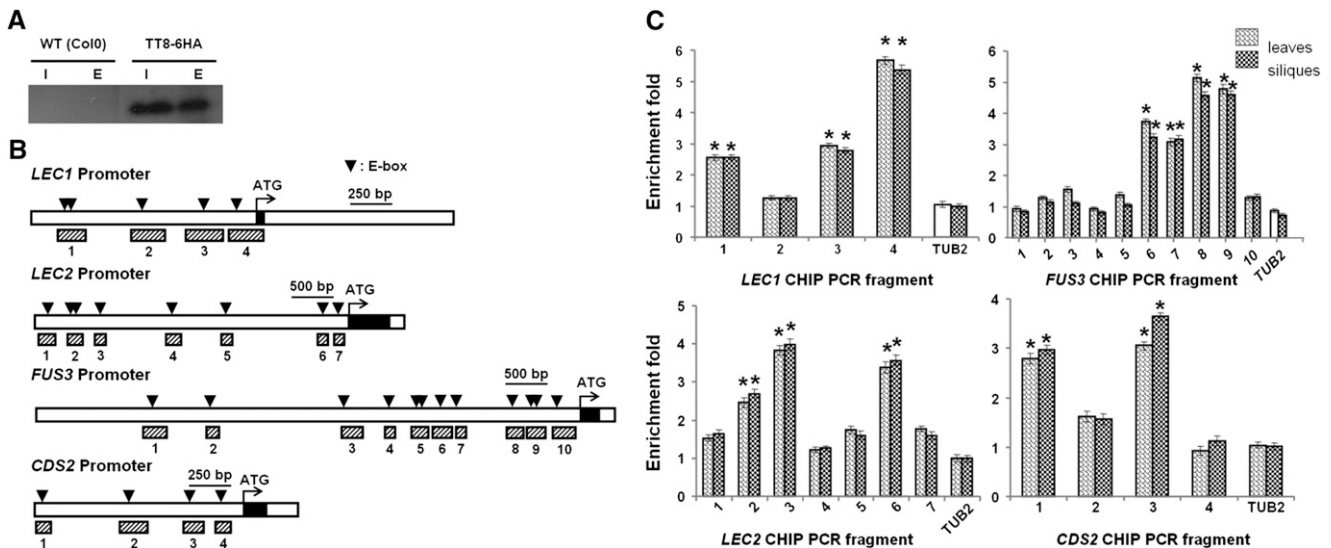 A
WT (Col0) TT8-6HA
I E I E
B
▼: E-box
LEC1 Promoter
ATG
250 bp
1 2 3 4
LEC2 Promoter
500 bp
ATG
1 2 3 4 5 6 7
FUS3 Promoter
500 bp
ATG
1 2 3 4 5 6 7 8 9 10
CDS2 Promoter
250 bp
ATG
1 2 3 4
C
Enrichment fold
6
5
4
3
2
1
0
* * * * * *
1 2 3 4 TUB2
LEC1 CHIP PCR fragment
leaves
siliques
6
5
4
3
2
1
0
* * * * * * * *
1 2 3 4 5 6 7 8 9 10 TUB2
FUS3 CHIP PCR fragment
Enrichment fold
5
4
3
2
1
0
* * * * * *
1 2 3 4 5 6 7 TUB2
LEC2 CHIP PCR fragment
4
3
2
1
0
* * * *
1 2 3 4 TUB2
CDS2 CHIP PCR fragment